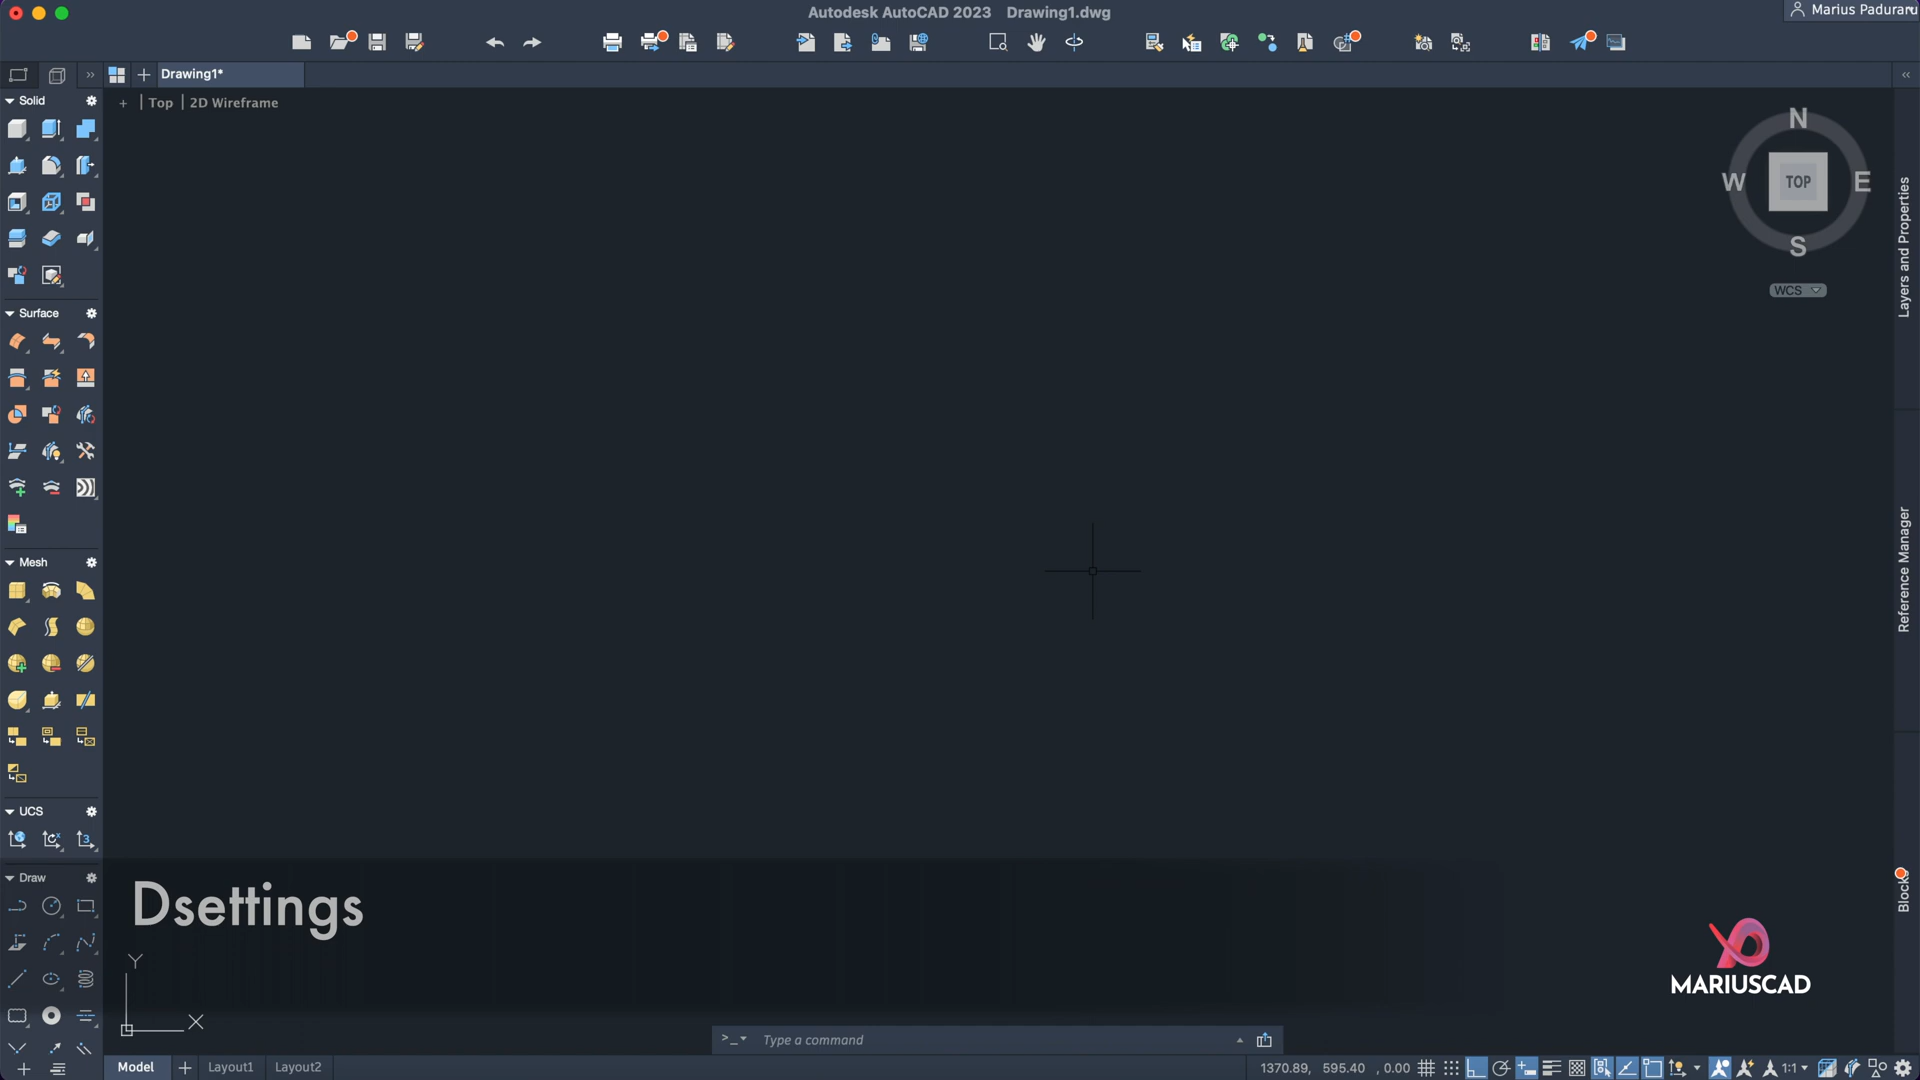 Autodesk AutoCAD 2023 Drawing1.dwg
Marius Paduraru
Drawing1*
Solid
+ | Top | 2D Wireframe
N
W TOP E
S
WCS
Surface
Mesh
UCS
Draw
Layers and Properties
Reference Manager
Blocks
Dsettings
Y
X
MARIUSCAD
>_ Type a command
Model Layout1 Layout2
1370.89, 595.40 , 0.00 1:1